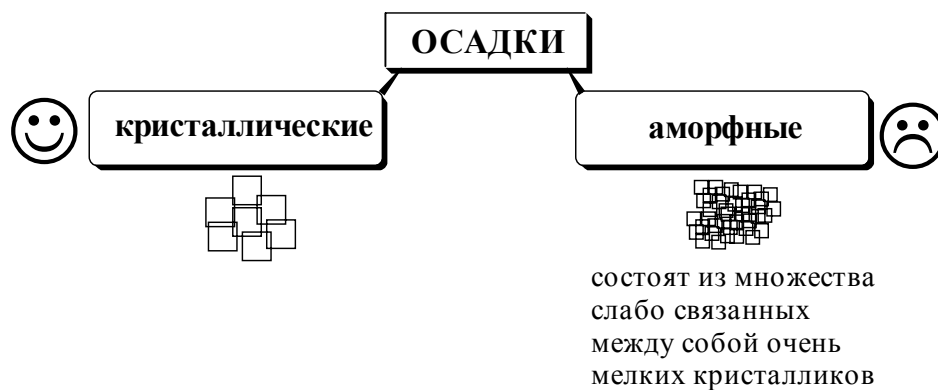 ОСАДКИ
кристаллические
аморфные
состоят из множества
слабо связанных
между собой очень
мелких кристалликов